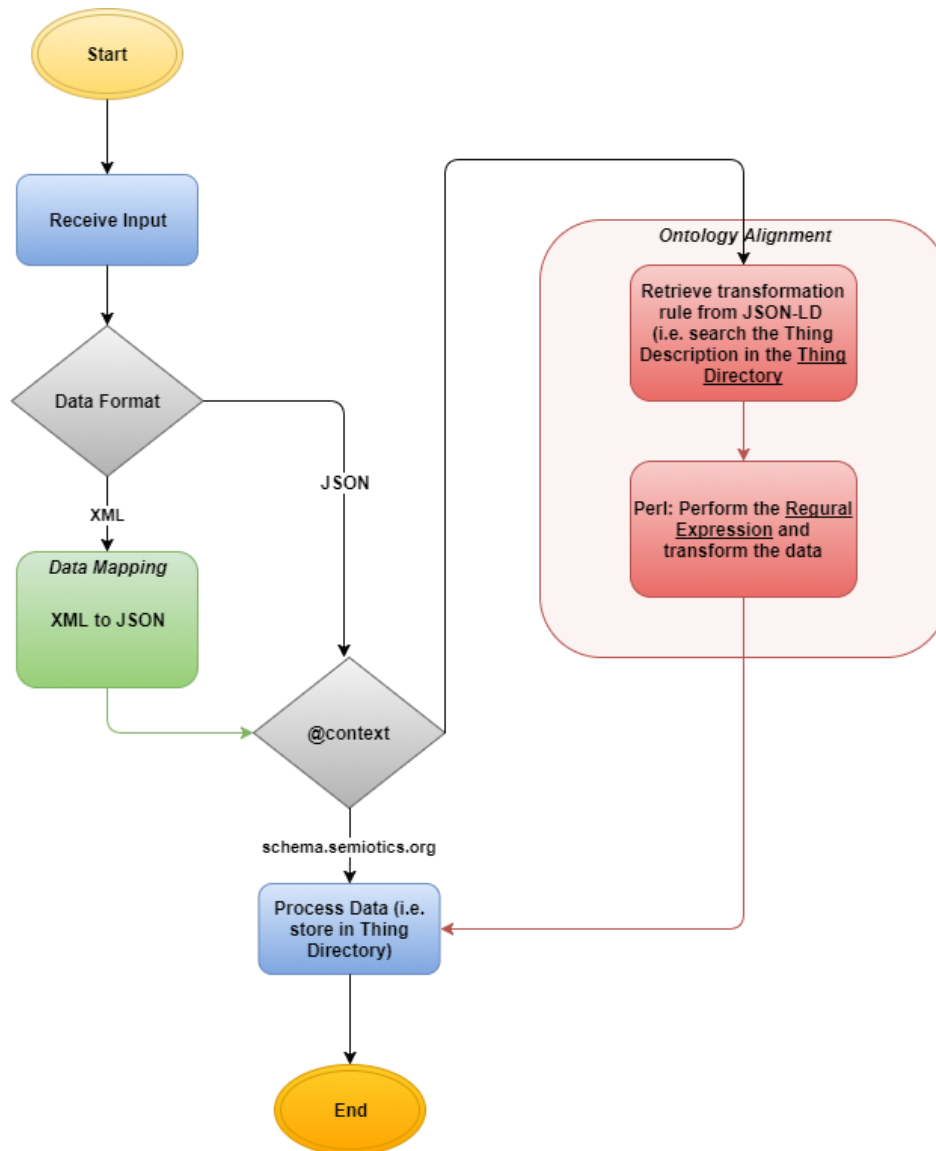 Start
Receive Input
Data Format
JSON
XML
Data Mapping
XML to JSON
@context
schema.semiotics.org
Process Data (i.e.
store in Thing
Directory)
End
Ontology Alignment
Retrieve transformation
rule from JSON-LD
(i.e. search the Thing
Description in the Thing
Directory
Perl: Perform the Regural
Expression and
transform the data